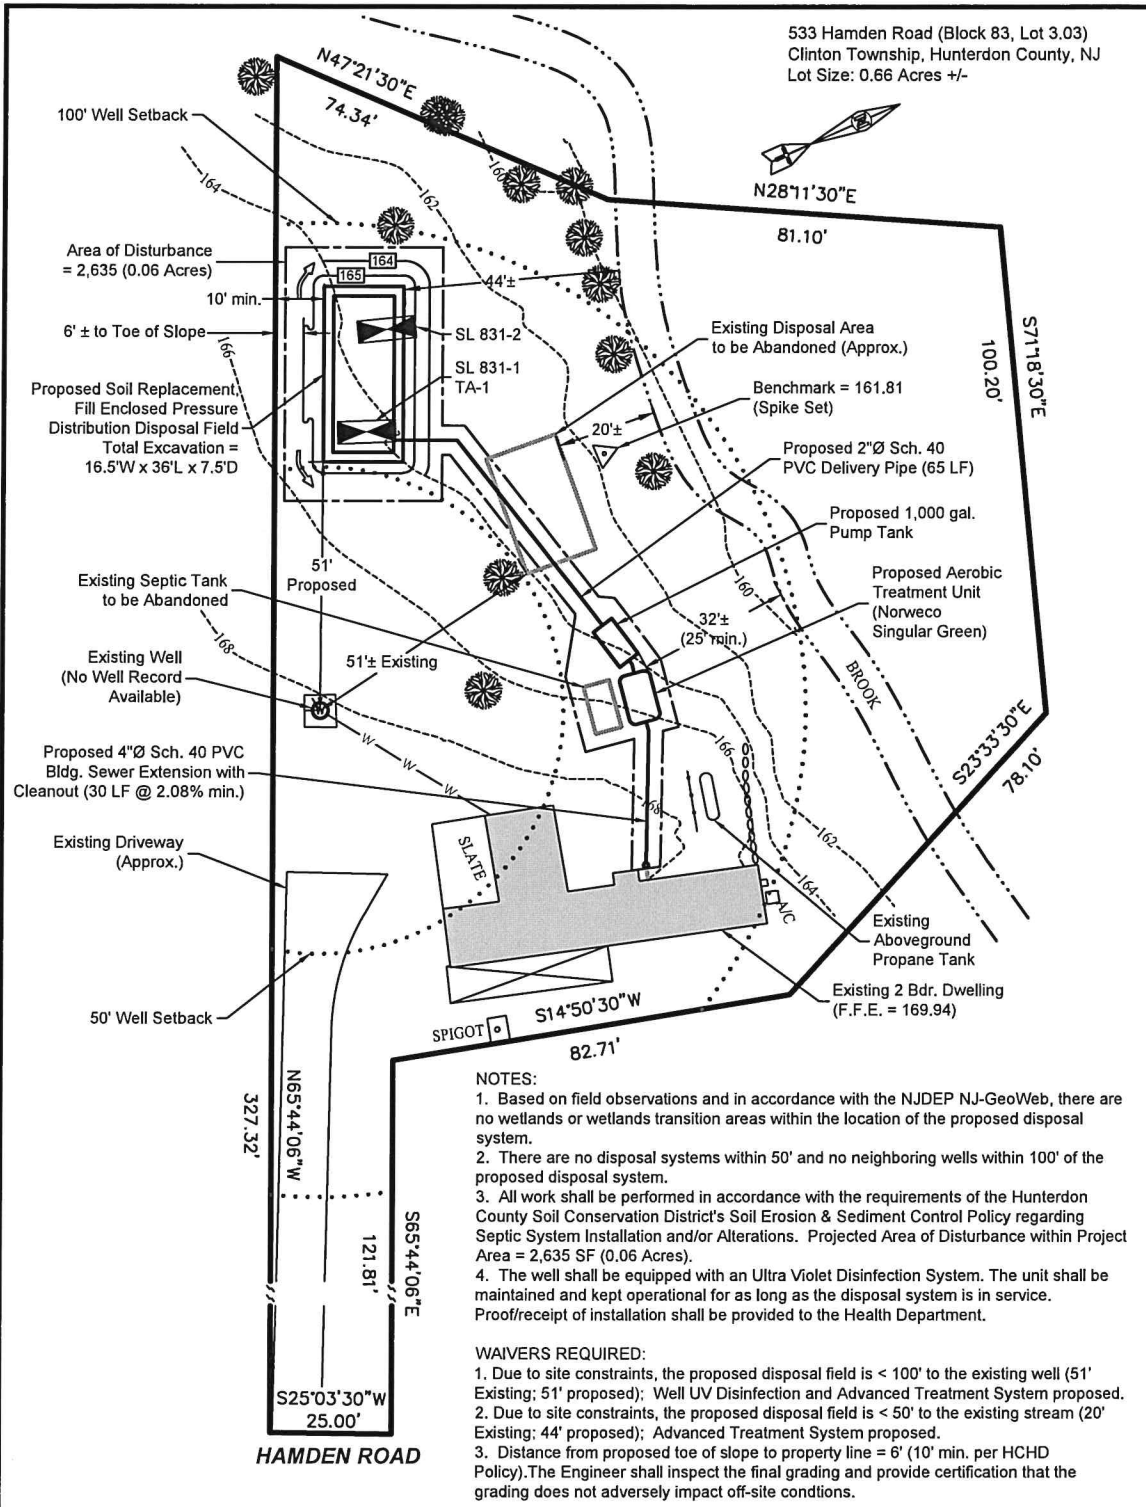 533 Hamden Road (Block 83, Lot 3.03)
Clinton Township, Hunterdon County, NJ
Lot Size: 0.66 Acres +/-
N
N47°21'30"E
74.34'
N28°11'30"E
81.10'
S71°18'30"E
100.20'
S23°33'30"E
78.10'
100' Well Setback
164
162
160
Area of Disturbance
= 2,635 (0.06 Acres)
164
165
44'±
10' min.
6' ± to Toe of Slope
166
SL 831-2
SL 831-1
TA-1
Existing Disposal Area
to be Abandoned (Approx.)
Benchmark = 161.81
(Spike Set)
20'±
Proposed Soil Replacement,
Fill Enclosed Pressure
Distribution Disposal Field
Total Excavation =
16.5'W x 36'L x 7.5'D
Proposed 2"Ø Sch. 40
PVC Delivery Pipe (65 LF)
Proposed 1,000 gal.
Pump Tank
51'
Proposed
Existing Septic Tank
to be Abandoned
Proposed Aerobic
Treatment Unit
(Norweco
Singular Green)
160
32'±
(25' min.)
168
51'± Existing
Existing Well
(No Well Record
Available)
W
W
W
W
BROOK
166
Proposed 4"Ø Sch. 40 PVC
Bldg. Sewer Extension with
Cleanout (30 LF @ 2.08% min.)
168
162
164
Existing Driveway
(Approx.)
SLATE
A/C
Existing
Aboveground
Propane Tank
Existing 2 Bdr. Dwelling
(F.F.E. = 169.94)
50' Well Setback
SPIGOT
S14°50'30"W
82.71'
N65°44'06"W
327.32'
S65°44'06"E
121.81'
S25°03'30"W
25.00'
HAMDEN ROAD
NOTES:
1. Based on field observations and in accordance with the NJDEP NJ-GeoWeb, there are
no wetlands or wetlands transition areas within the location of the proposed disposal
system.
2. There are no disposal systems within 50' and no neighboring wells within 100' of the
proposed disposal system.
3. All work shall be performed in accordance with the requirements of the Hunterdon
County Soil Conservation District's Soil Erosion & Sediment Control Policy regarding
Septic System Installation and/or Alterations. Projected Area of Disturbance within Project
Area = 2,635 SF (0.06 Acres).
4. The well shall be equipped with an Ultra Violet Disinfection System. The unit shall be
maintained and kept operational for as long as the disposal system is in service.
Proof/receipt of installation shall be provided to the Health Department.
WAIVERS REQUIRED:
1. Due to site constraints, the proposed disposal field is < 100' to the existing well (51'
Existing; 51' proposed); Well UV Disinfection and Advanced Treatment System proposed.
2. Due to site constraints, the proposed disposal field is < 50' to the existing stream (20'
Existing; 44' proposed); Advanced Treatment System proposed.
3. Distance from proposed toe of slope to property line = 6' (10' min. per HCHD
Policy).The Engineer shall inspect the final grading and provide certification that the
grading does not adversely impact off-site condtions.